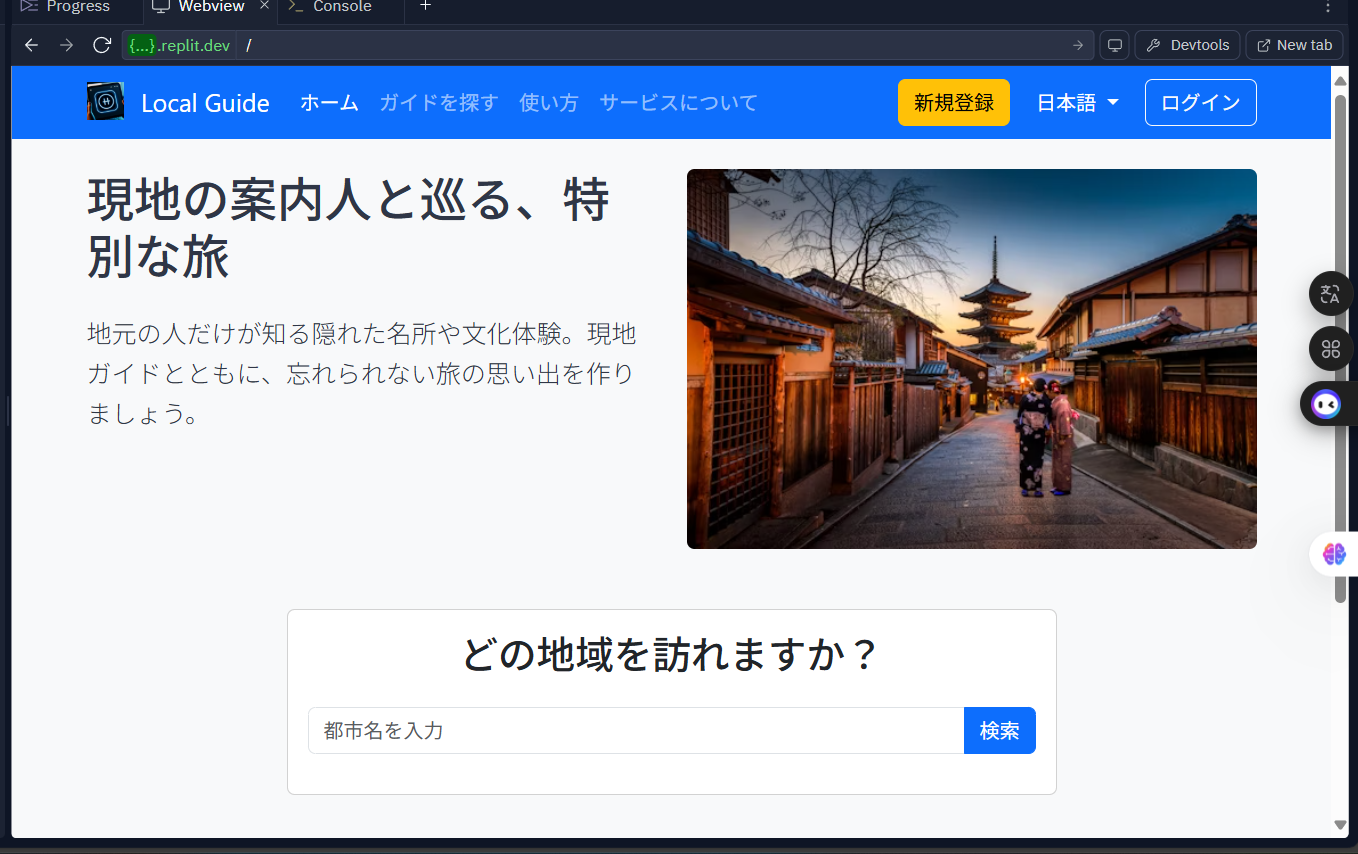 Progress
Webview
Console
{...}.replit.dev /
Devtools
New tab
Local Guide
ホーム
ガイドを探す
使い方
サービスについて
新規登録
日本語
ログイン
現地の案内人と巡る、特
別な旅
地元の人だけが知る隠れた名所や文化体験。現地
ガイドとともに、忘れられない旅の思い出を作り
ましょう。
どの地域を訪れますか？
都市名を入力
検索